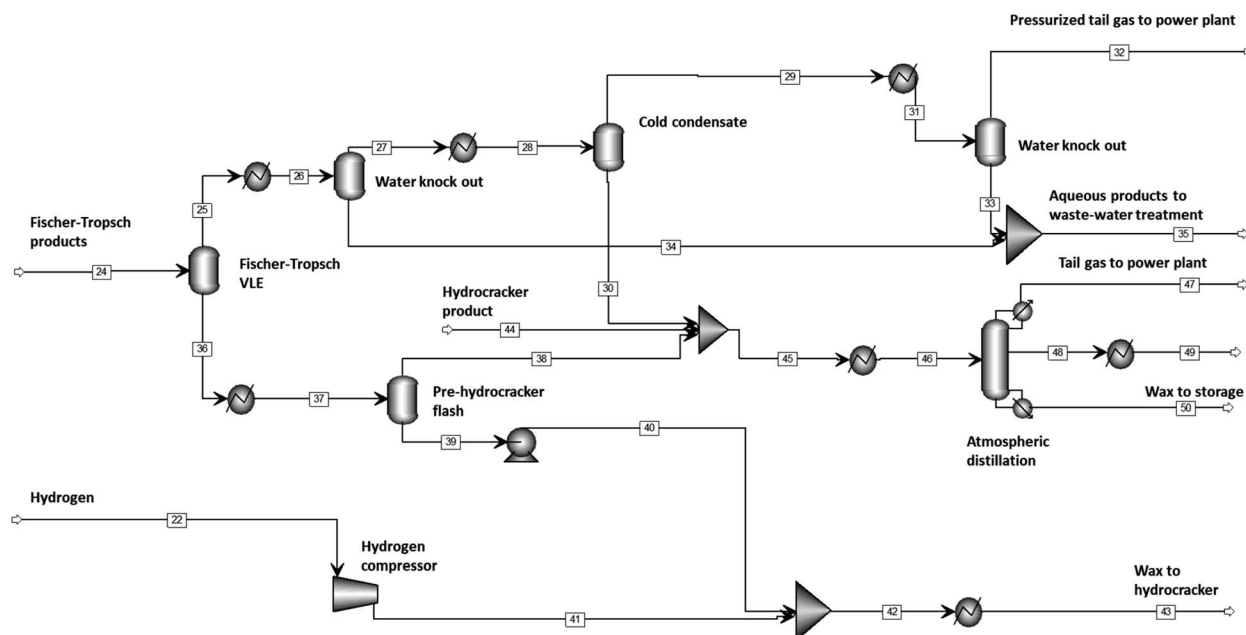 Pressurized tail gas to power plant
32
29
31
Cold condensate
Water knock out
27
28
26
Water knock out
25
33
Aqueous products to
waste-water treatment
35
34
Fischer-Tropsch
products
24
Fischer-Tropsch
VLE
Tail gas to power plant
47
30
Hydrocracker
product
44
38
45
46
48
49
36
37
Pre-hydrocracker
flash
Wax to storage
50
39
40
Atmospheric
distillation
Hydrogen
22
Hydrogen
compressor
41
42
Wax to
hydrocracker
43